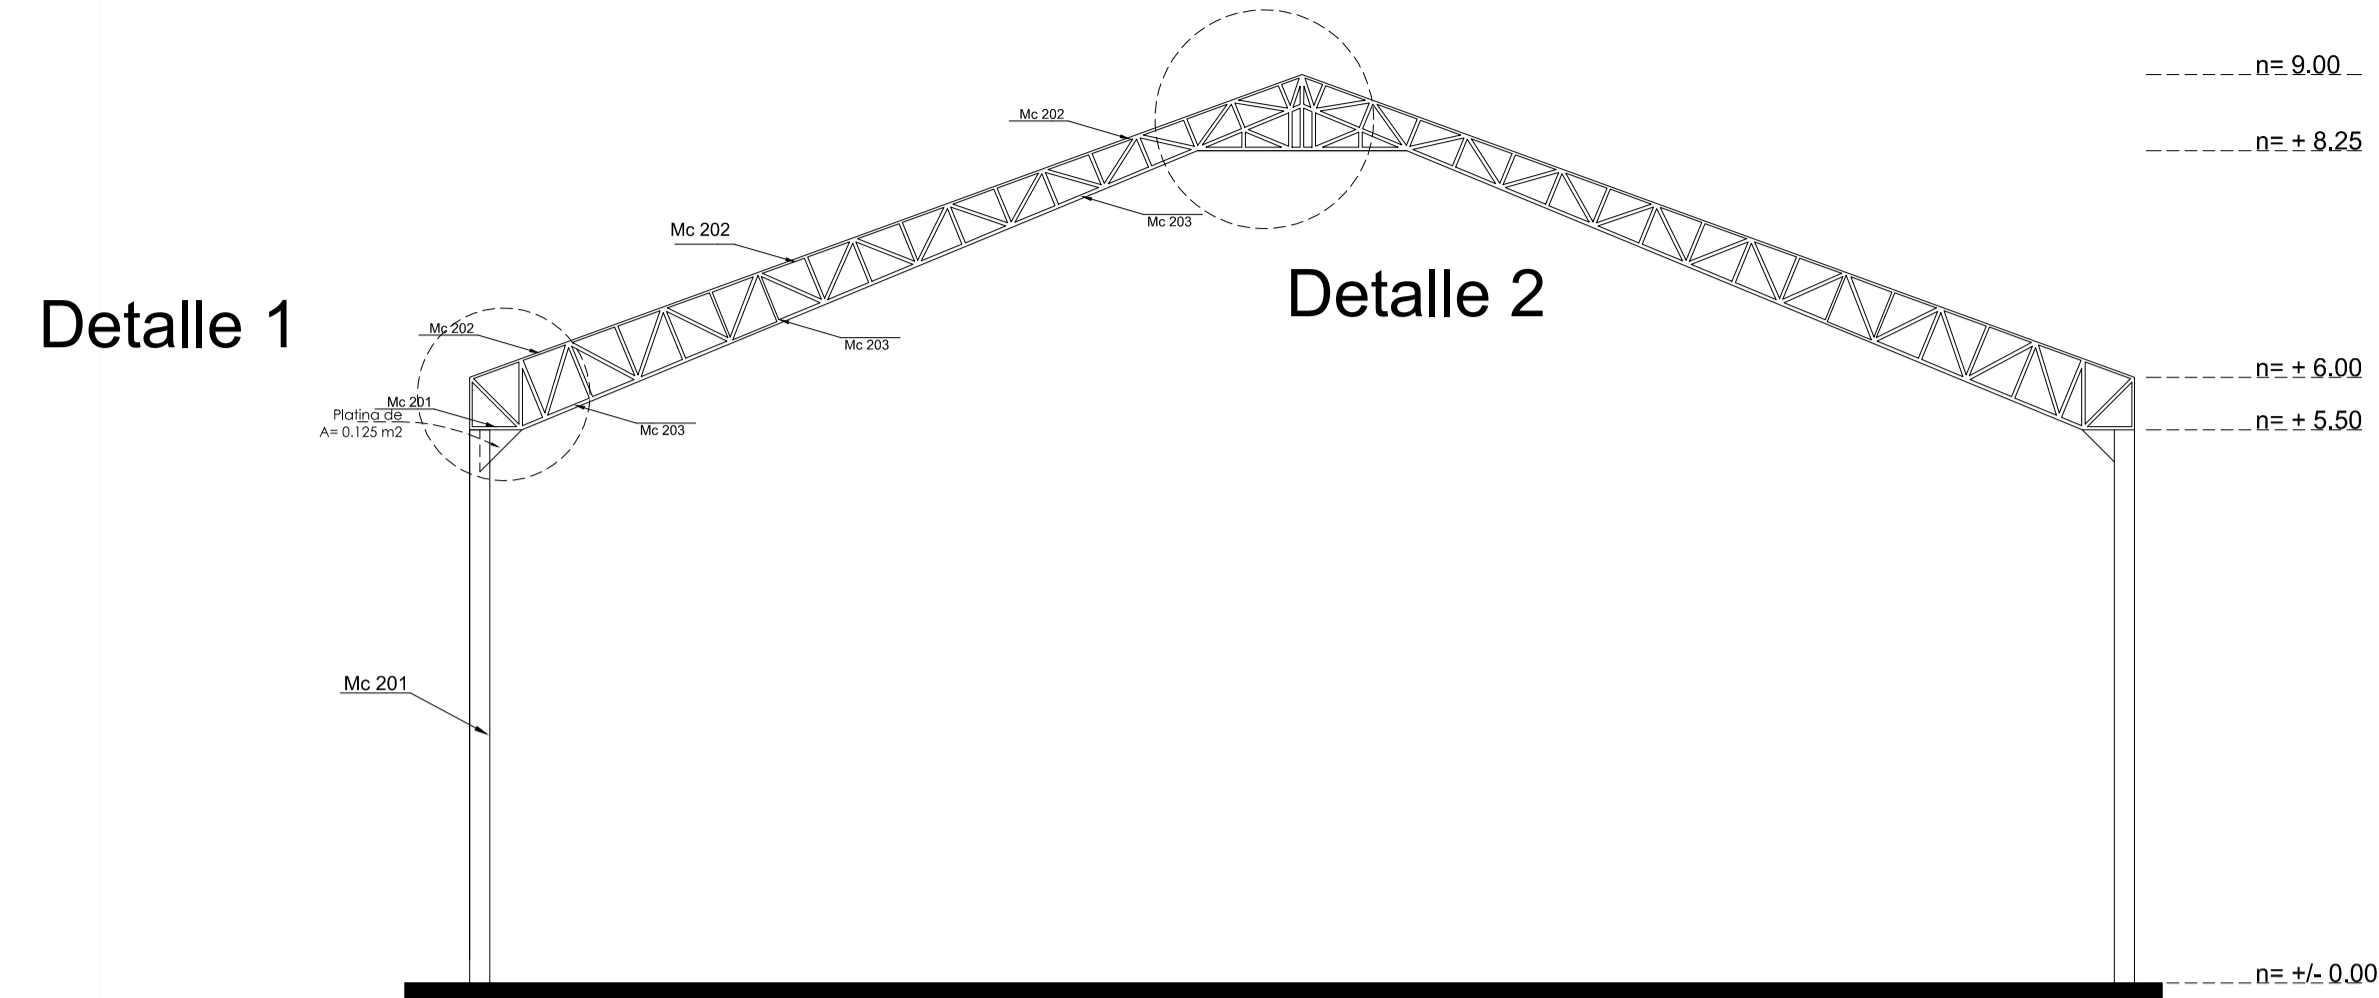 n= 9.00
Mc 202
n= + 8.25
Mc 202
Mc 203
Detalle 2
Detalle 1
Mc 202
Mc 203
n= + 6.00
Mc 201
Platina de
A= 0.125 m2
Mc 203
n= + 5.50
Mc 201
n= +/- 0.00